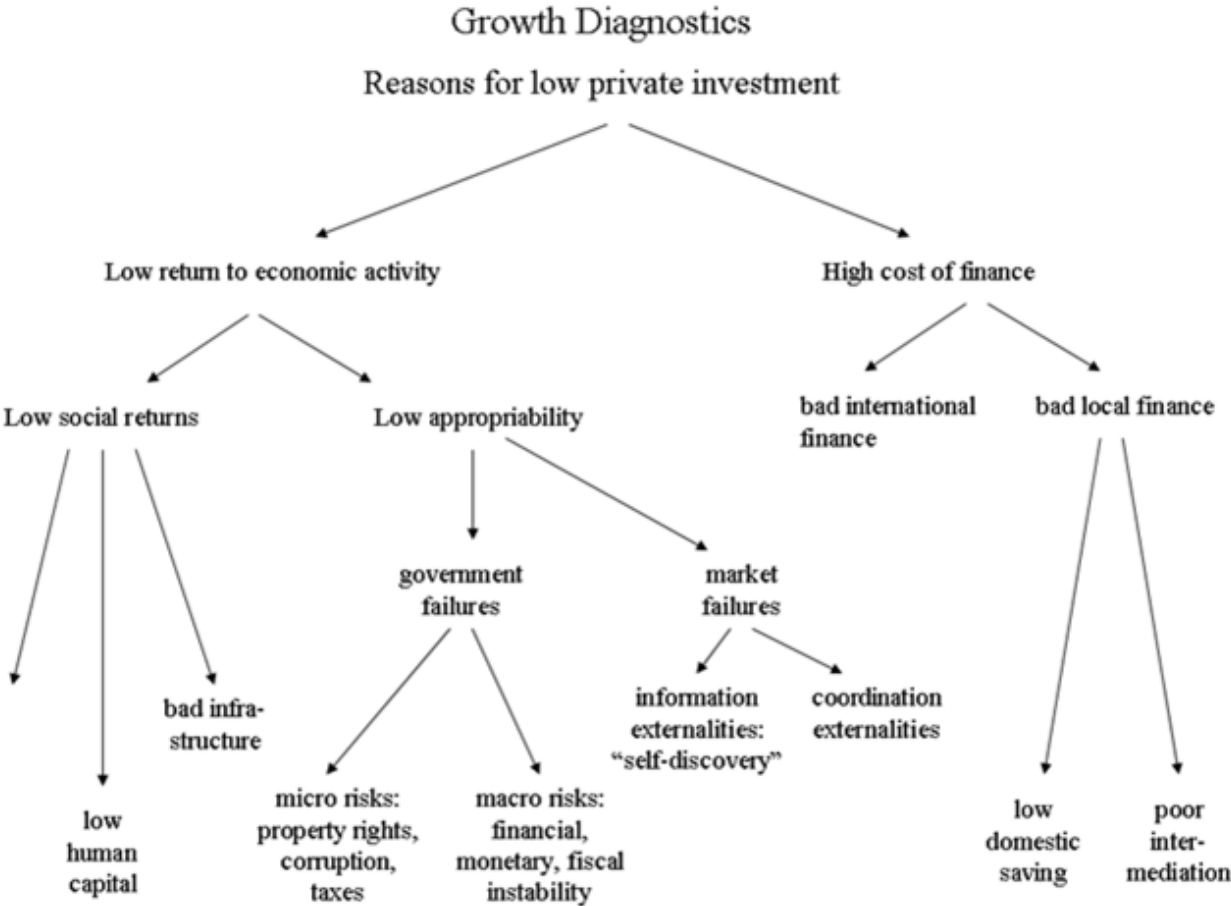 Growth Diagnostics
Reasons for low private investment
Low return to economic activity
High cost of finance
Low social returns
Low appropriability
bad international
finance
bad local finance
government
failures
market
failures
bad infra-
structure
information
externalities:
“self-discovery”
coordination
externalities
low
human
capital
micro risks:
property rights,
corruption,
taxes
macro risks:
financial,
monetary, fiscal
instability
low
domestic
saving
poor
inter-
mediation